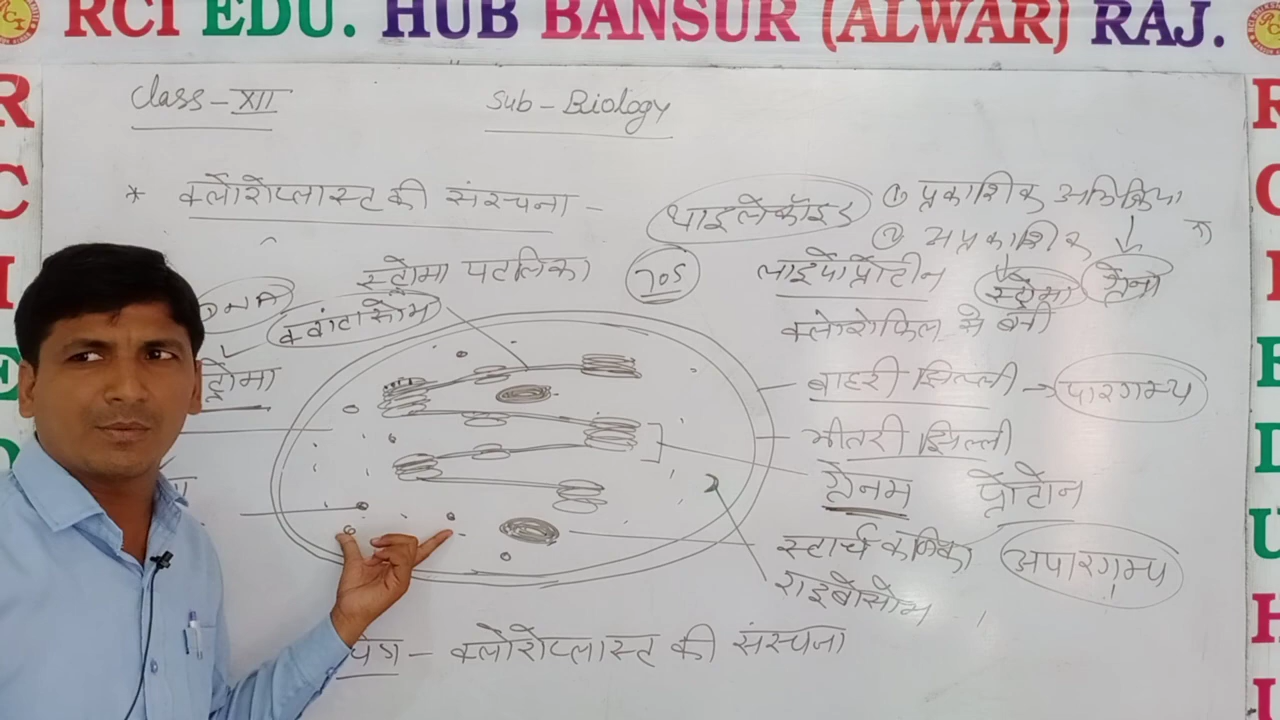 RCI EDU. HUB BANSUR (ALWAR) RAJ.
Class - XII
Sub - Biology
* क्लोरोप्लास्ट की संरचना -
थाइलेकॉइड
① प्रकाशिक अभिक्रिया
② अप्रकाशिक
स्ट्रोमा पटलिका
70S
लाईपोप्रोटीन
स्ट्रोमा
ग्रेना
DNA
क्वांटासोम
क्लोरोफिल से बनी
ट्रोमा
बाहरी झिल्ली → पारगम्य
भीतरी झिल्ली
ग्रेनम
प्रोटोन
स्टार्च कणिका
अपारगम्य
राइबोसोम
क्लोरोप्लास्ट की संरचना
R
C
I
E
D
R
C
I
E
D
U
H
U